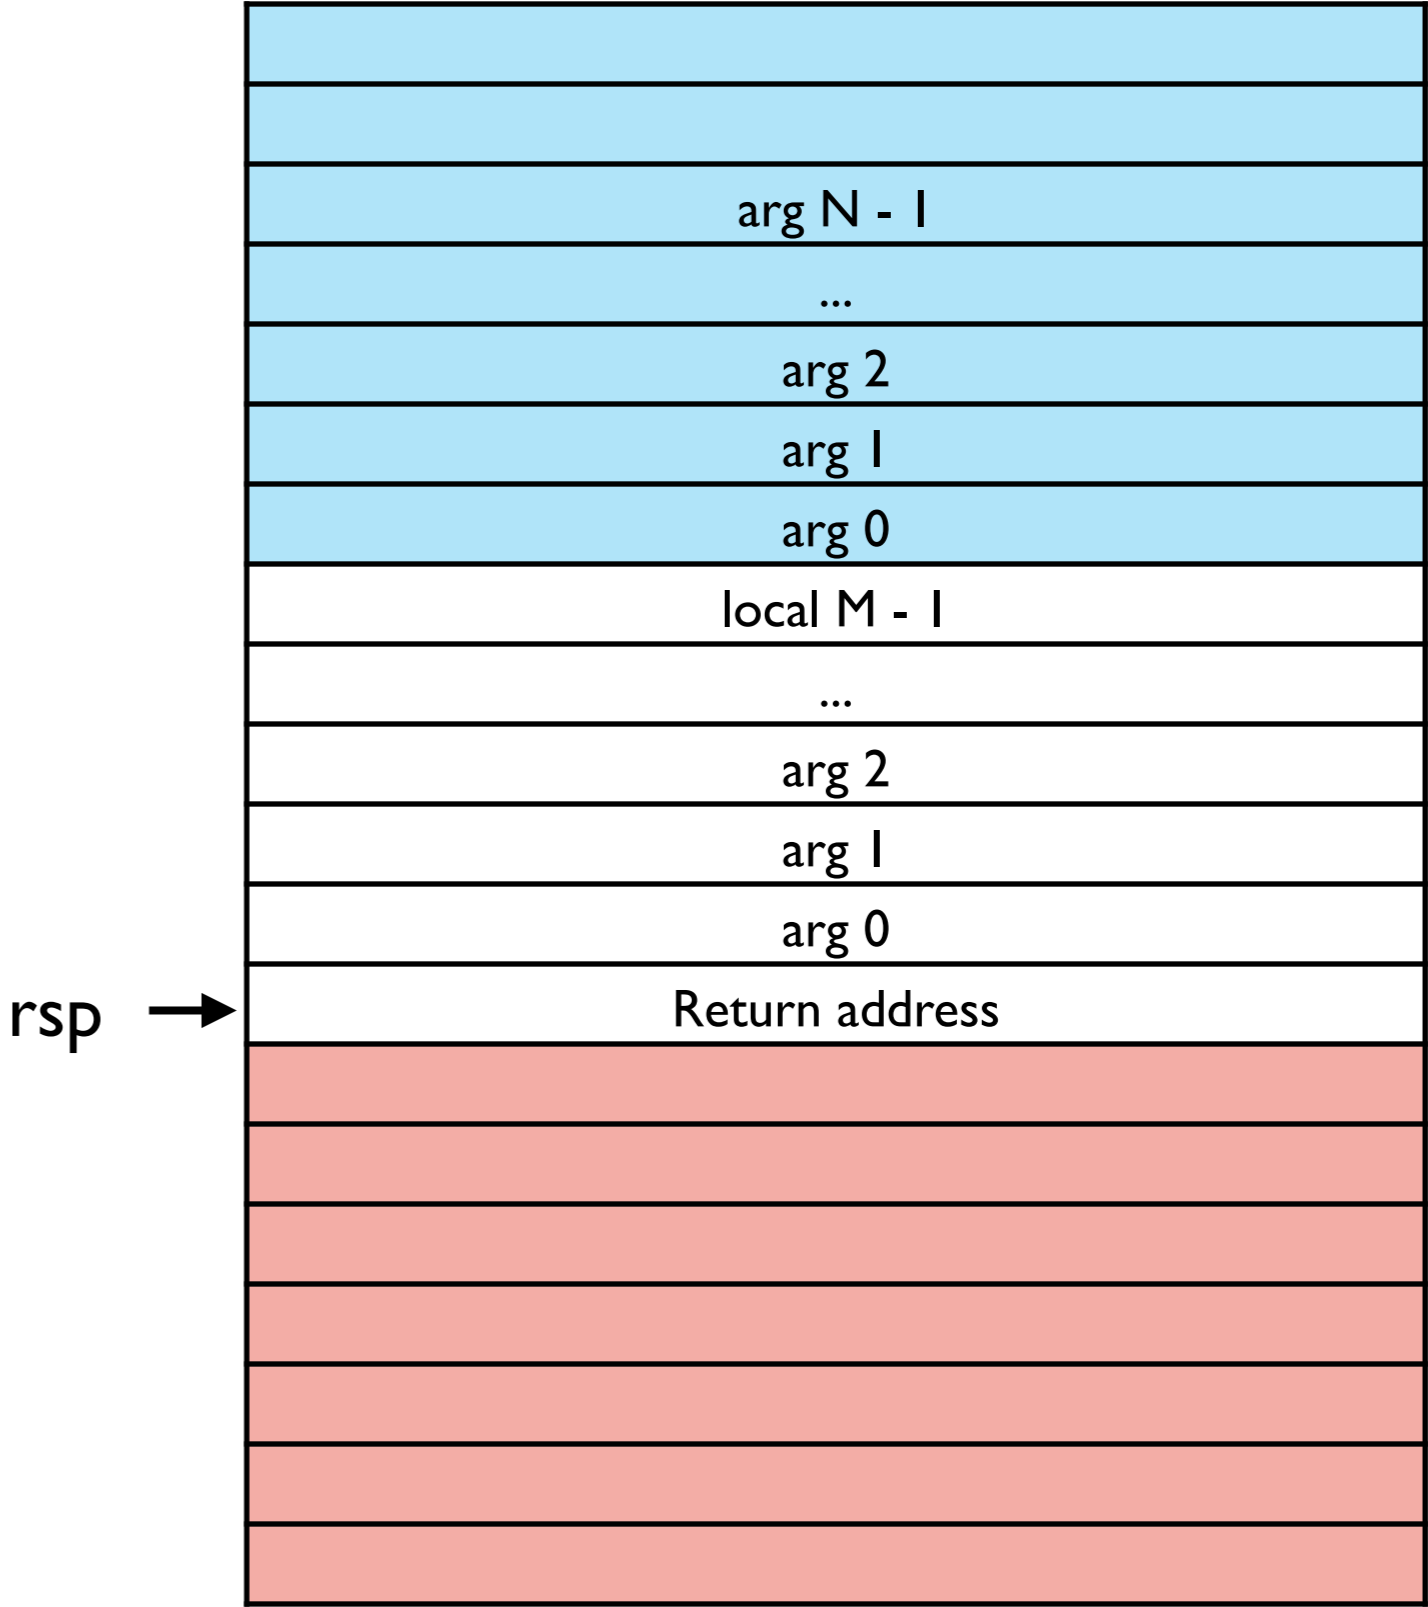 arg N - 1
...
arg 2
arg 1
arg 0
local M - 1
...
arg 2
arg 1
arg 0
rsp Return address